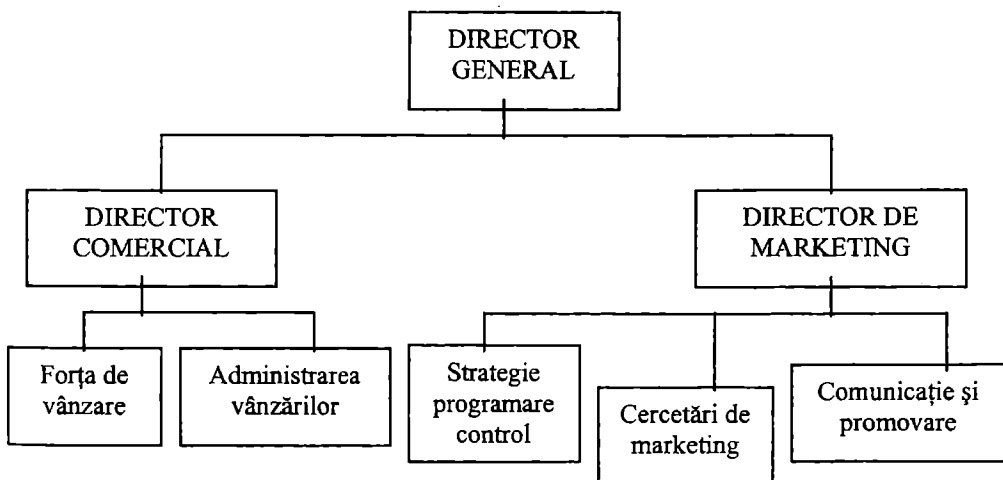 DIRECTOR
GENERAL
DIRECTOR
COMERCIAL
DIRECTOR DE
MARKETING
Forța de
vânzare
Administrarea
vânzărilor
Strategie
programare
control
Cercetări de
marketing
Comunicație şi
promovare